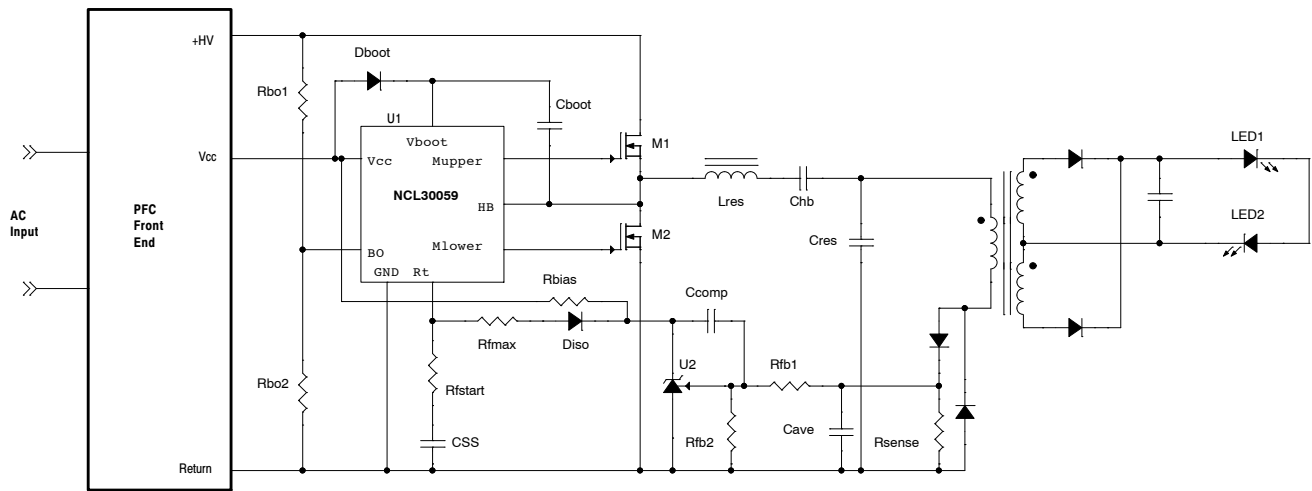 +HV
Dboot
Rbo1
Cboot
U1
Vboot
M1
LED1
Vcc
Vcc
Mupper
NCL30059
PFC
Front
End
AC
Input
HB
Lres
Chb
LED2
M2
Cres
Mlower
BO
GND
Rt
Rbias
Ccomp
Rfmax
Diso
U2
Rfb1
Rbo2
Rfstart
CSS
Rfb2
Cave
Rsense
Return